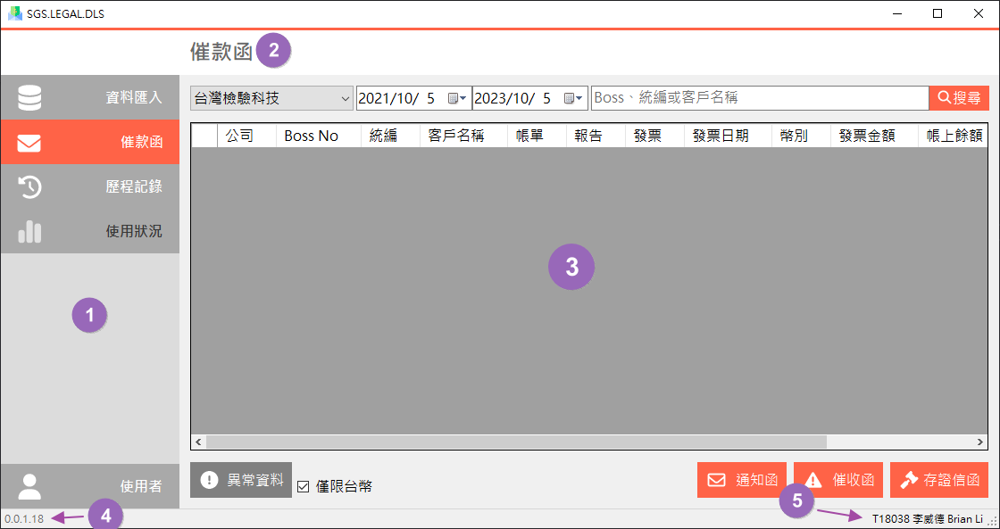 SGS.LEGAL.DLS
催款函 2
資料匯入
催款函
歷程記錄
使用狀況
1
使用者
台灣檢驗科技 2021/10/ 5 2023/10/ 5 Boss、統編或客戶名稱 搜尋
公司 Boss No 統編 客戶名稱 帳單 報告 發票 發票日期 幣別 發票金額 帳上餘額
3
異常資料 僅限台幣 通知函 催收函 存證信函
0.0.1.18 4 5 T18038 李威德 Brian Li